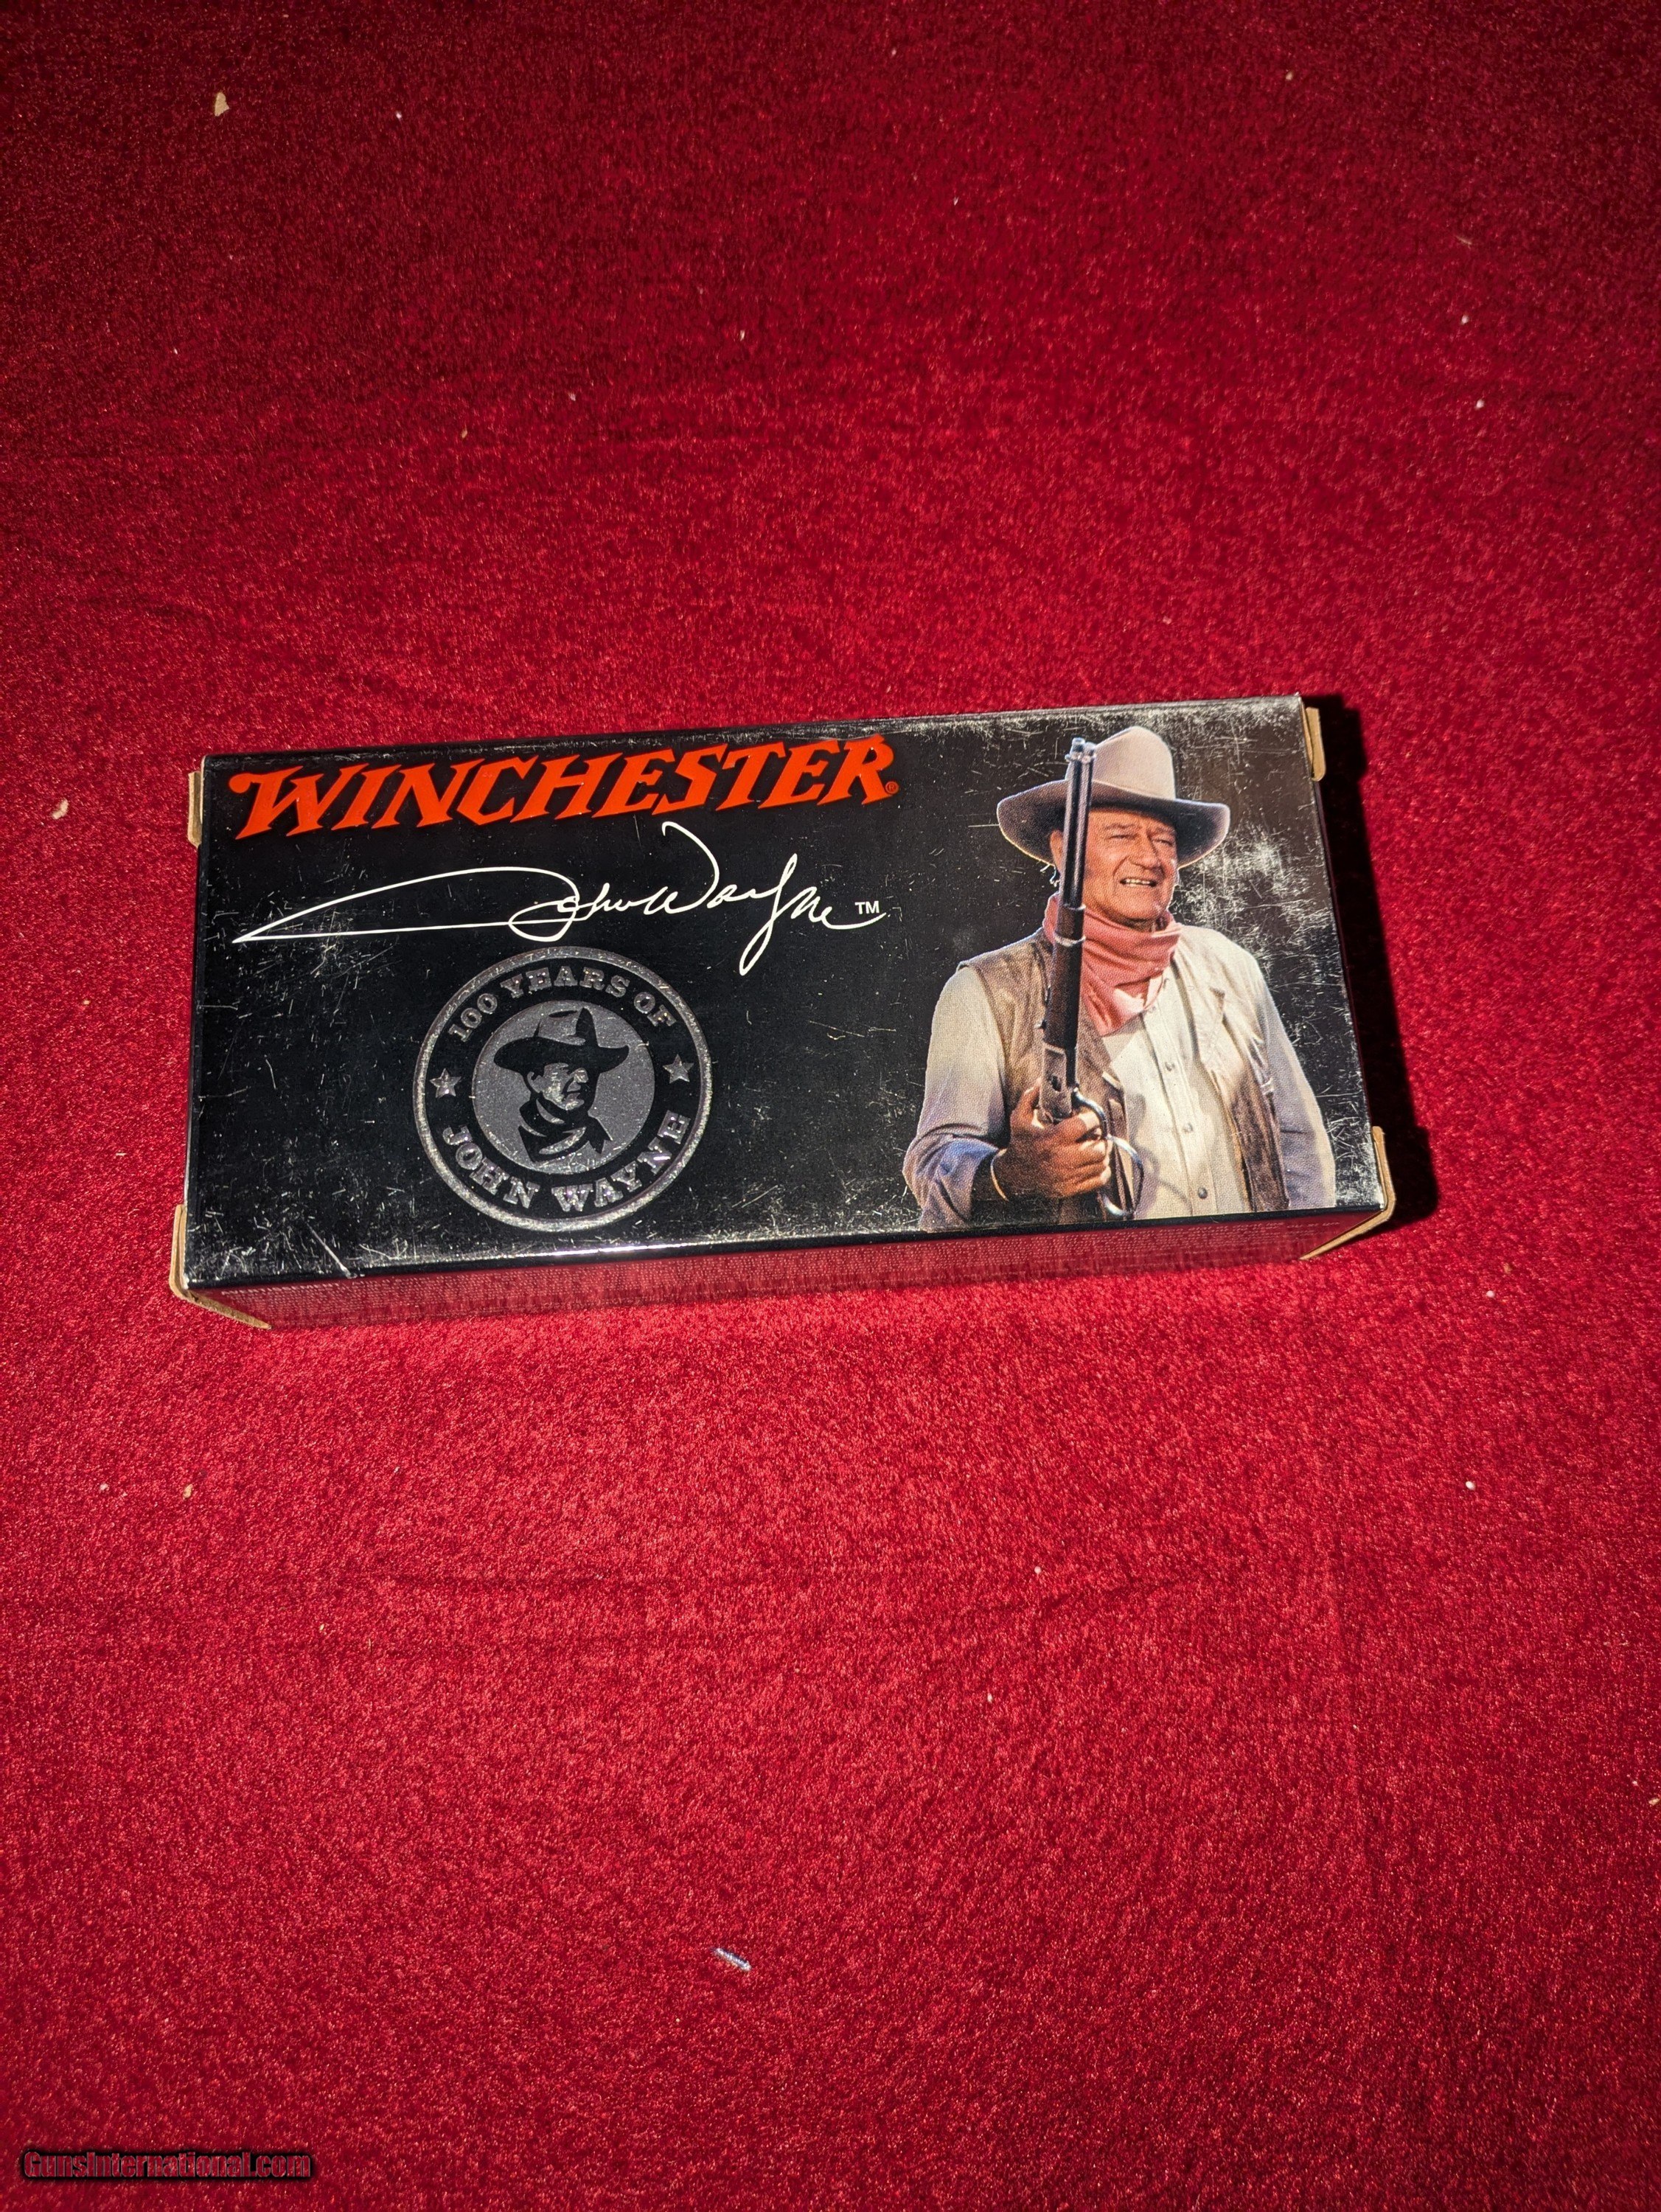 WINCHESTER®
John Wayne™
100 YEARS OF
JOHN WAYNE
GunsInternational.com